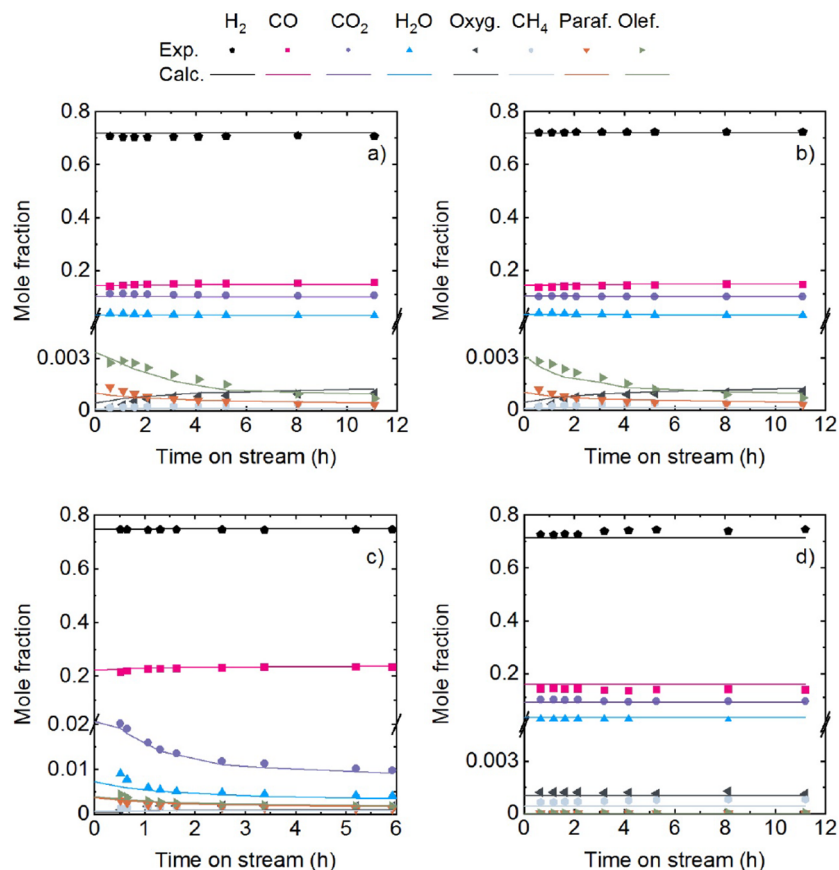 H2 CO CO2 H2O Oxyg. CH4 Paraf. Olef.
Exp.
Calc.
0.8
0.6
0.4
0.2
0.003
0
Mole fraction
a)
0 2 4 6 8 10 12
Time on stream (h)
0.8
0.6
0.4
0.2
0.003
0
Mole fraction
b)
0 2 4 6 8 10 12
Time on stream (h)
0.8
0.6
0.4
0.2
0.02
0.01
0
Mole fraction
c)
0 1 2 3 4 5 6
Time on stream (h)
0.8
0.6
0.4
0.2
0.003
0
Mole fraction
d)
0 2 4 6 8 10 12
Time on stream (h)